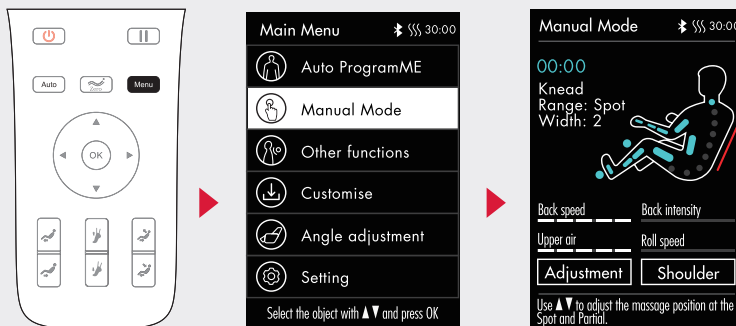 Auto
Zero
Menu
OK
Main Menu 30:00
Auto ProgramME
Manual Mode
Other functions
Customise
Angle adjustment
Setting
Select the object with ▲▼ and press OK
Manual Mode 30:00
00:00
Knead
Range: Spot
Width: 2
Back speed Back intensity
Upper air Roll speed
Adjustment Shoulder
Use ▲▼ to adjust the massage position at the
Spot and Partial.